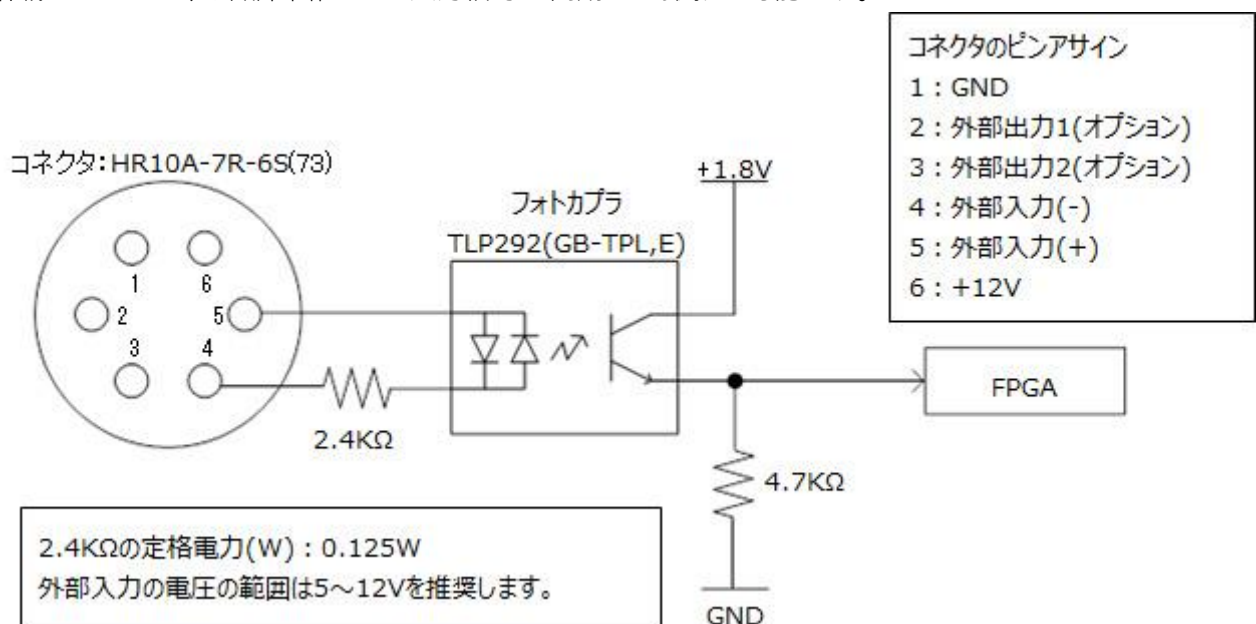 コネクタのピンアサイン
1：GND
2：外部出力1(オプション)
3：外部出力2(オプション)
4：外部入力(-)
5：外部入力(+)
6：+12V
コネクタ：HR10A-7R-6S(73)
+1.8V
フォトカプラ
TLP292(GB-TPL,E)
1
6
2
5
3
4
FPGA
2.4KΩ
4.7KΩ
2.4KΩの定格電力(W)：0.125W
外部入力の電圧の範囲は5～12Vを推奨します。
GND